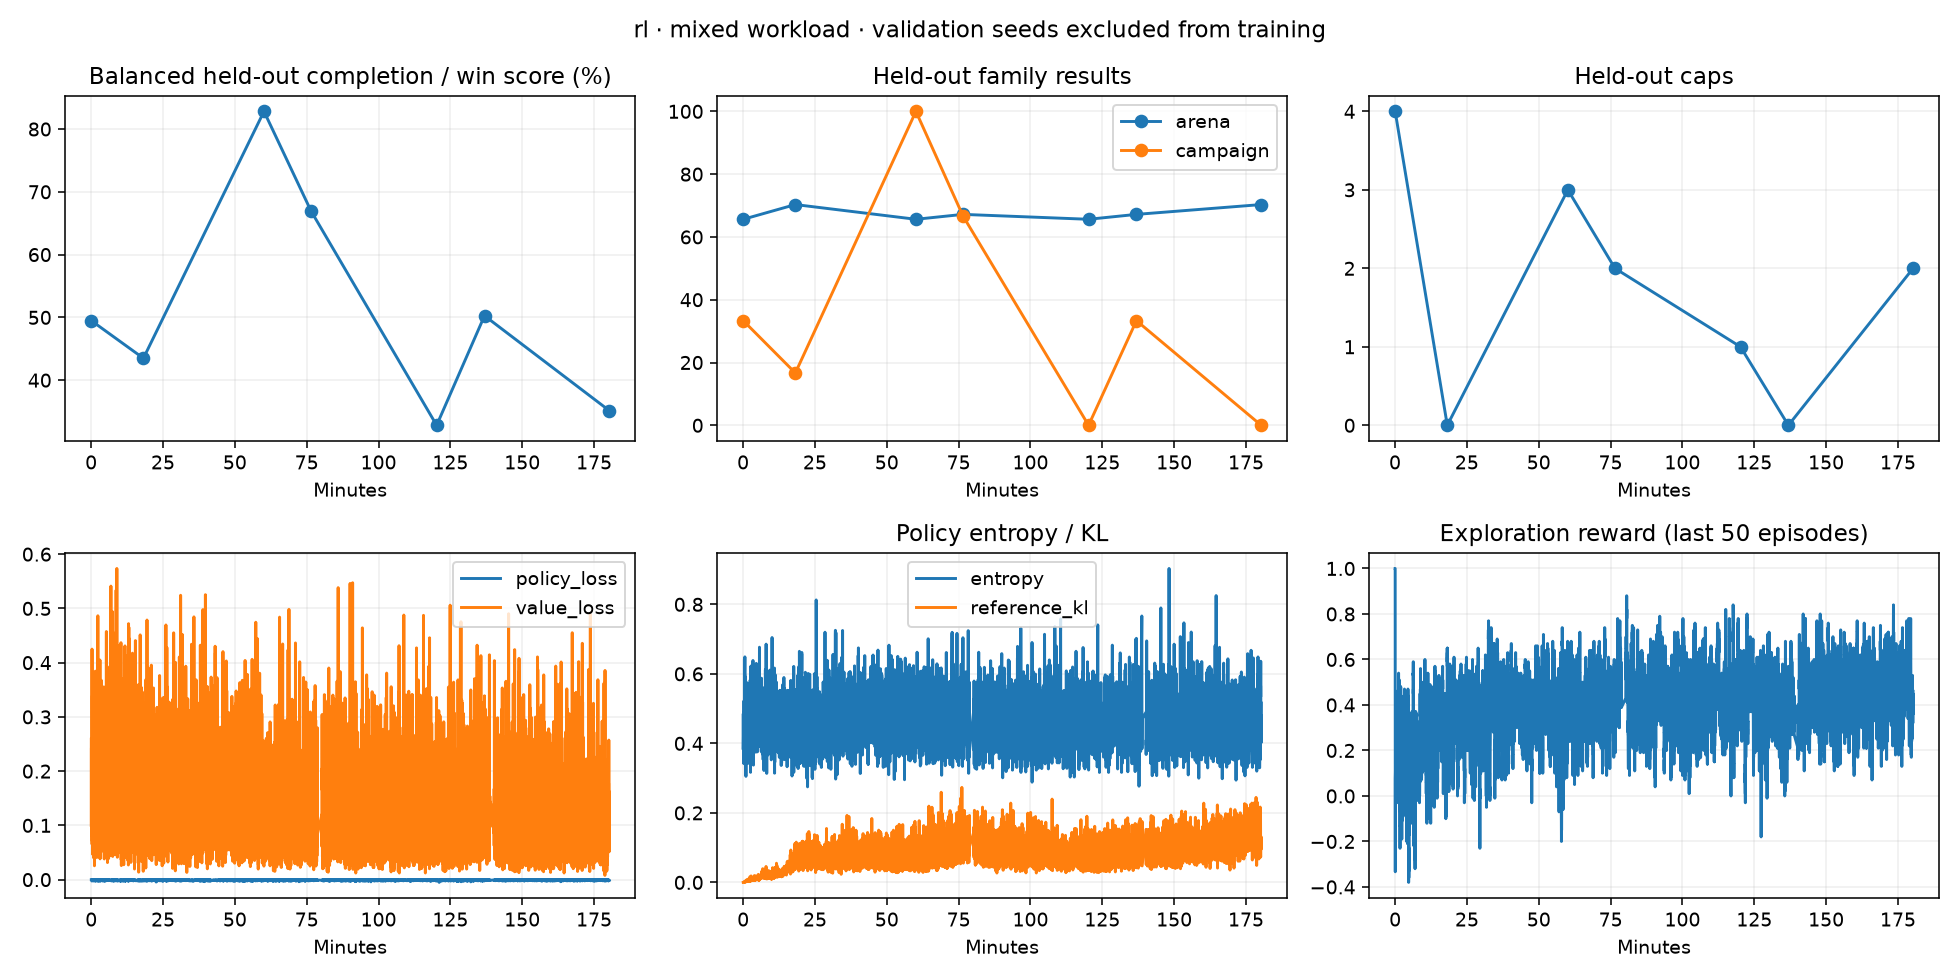 rl · mixed workload · validation seeds excluded from training
Balanced held-out completion / win score (%)
80
70
60
50
40
0 25 50 75 100 125 150 175
Minutes
Held-out family results
arena
campaign
100
80
60
40
20
0
0 25 50 75 100 125 150 175
Minutes
Held-out caps
4
3
2
1
0
0 25 50 75 100 125 150 175
Minutes
policy_loss
value_loss
0.6
0.5
0.4
0.3
0.2
0.1
0.0
0 25 50 75 100 125 150 175
Minutes
Policy entropy / KL
entropy
reference_kl
0.8
0.6
0.4
0.2
0.0
0 25 50 75 100 125 150 175
Minutes
Exploration reward (last 50 episodes)
1.0
0.8
0.6
0.4
0.2
0.0
−0.2
−0.4
0 25 50 75 100 125 150 175
Minutes